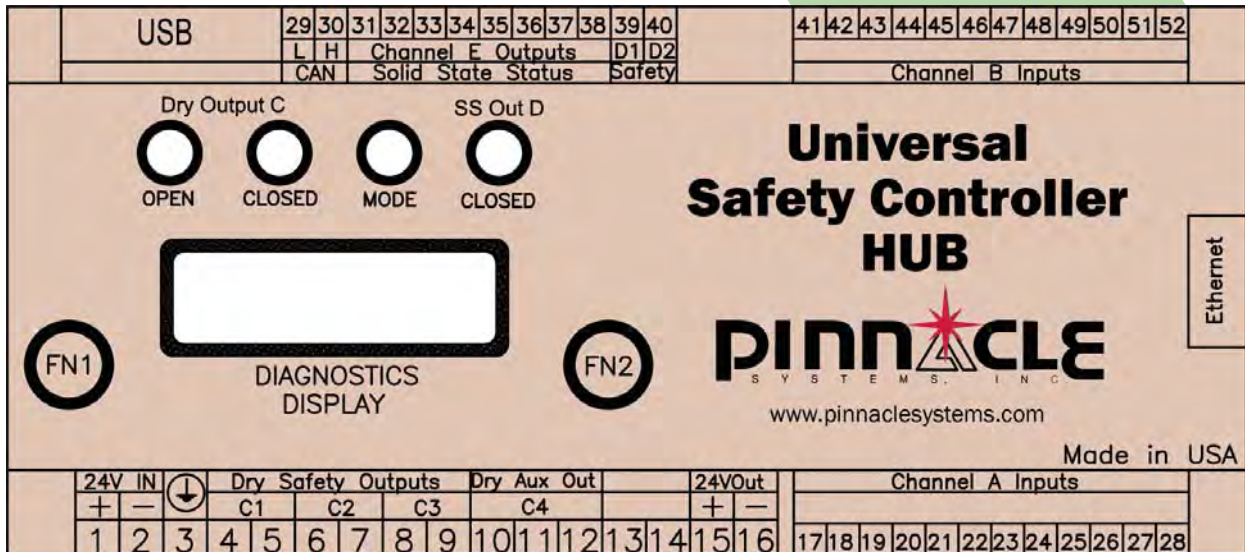 USB
29 30 31 32 33 34 35 36 37 38 39 40
L H Channel E Outputs D1 D2
CAN Solid State Status Safety
41 42 43 44 45 46 47 48 49 50 51 52
Channel B Inputs
Dry Output C
SS Out D
OPEN CLOSED MODE CLOSED
Universal
Safety Controller
HUB
Ethernet
FN1
DIAGNOSTICS
DISPLAY
FN2
PINNACLE
SYSTEMS, INC
www.pinnaclesystems.com
Made in USA
24V IN Dry Safety Outputs Dry Aux Out 24VOut
+ - C1 C2 C3 C4 + -
1 2 3 4 5 6 7 8 9 10 11 12 13 14 15 16
Channel A Inputs
17 18 19 20 21 22 23 24 25 26 27 28